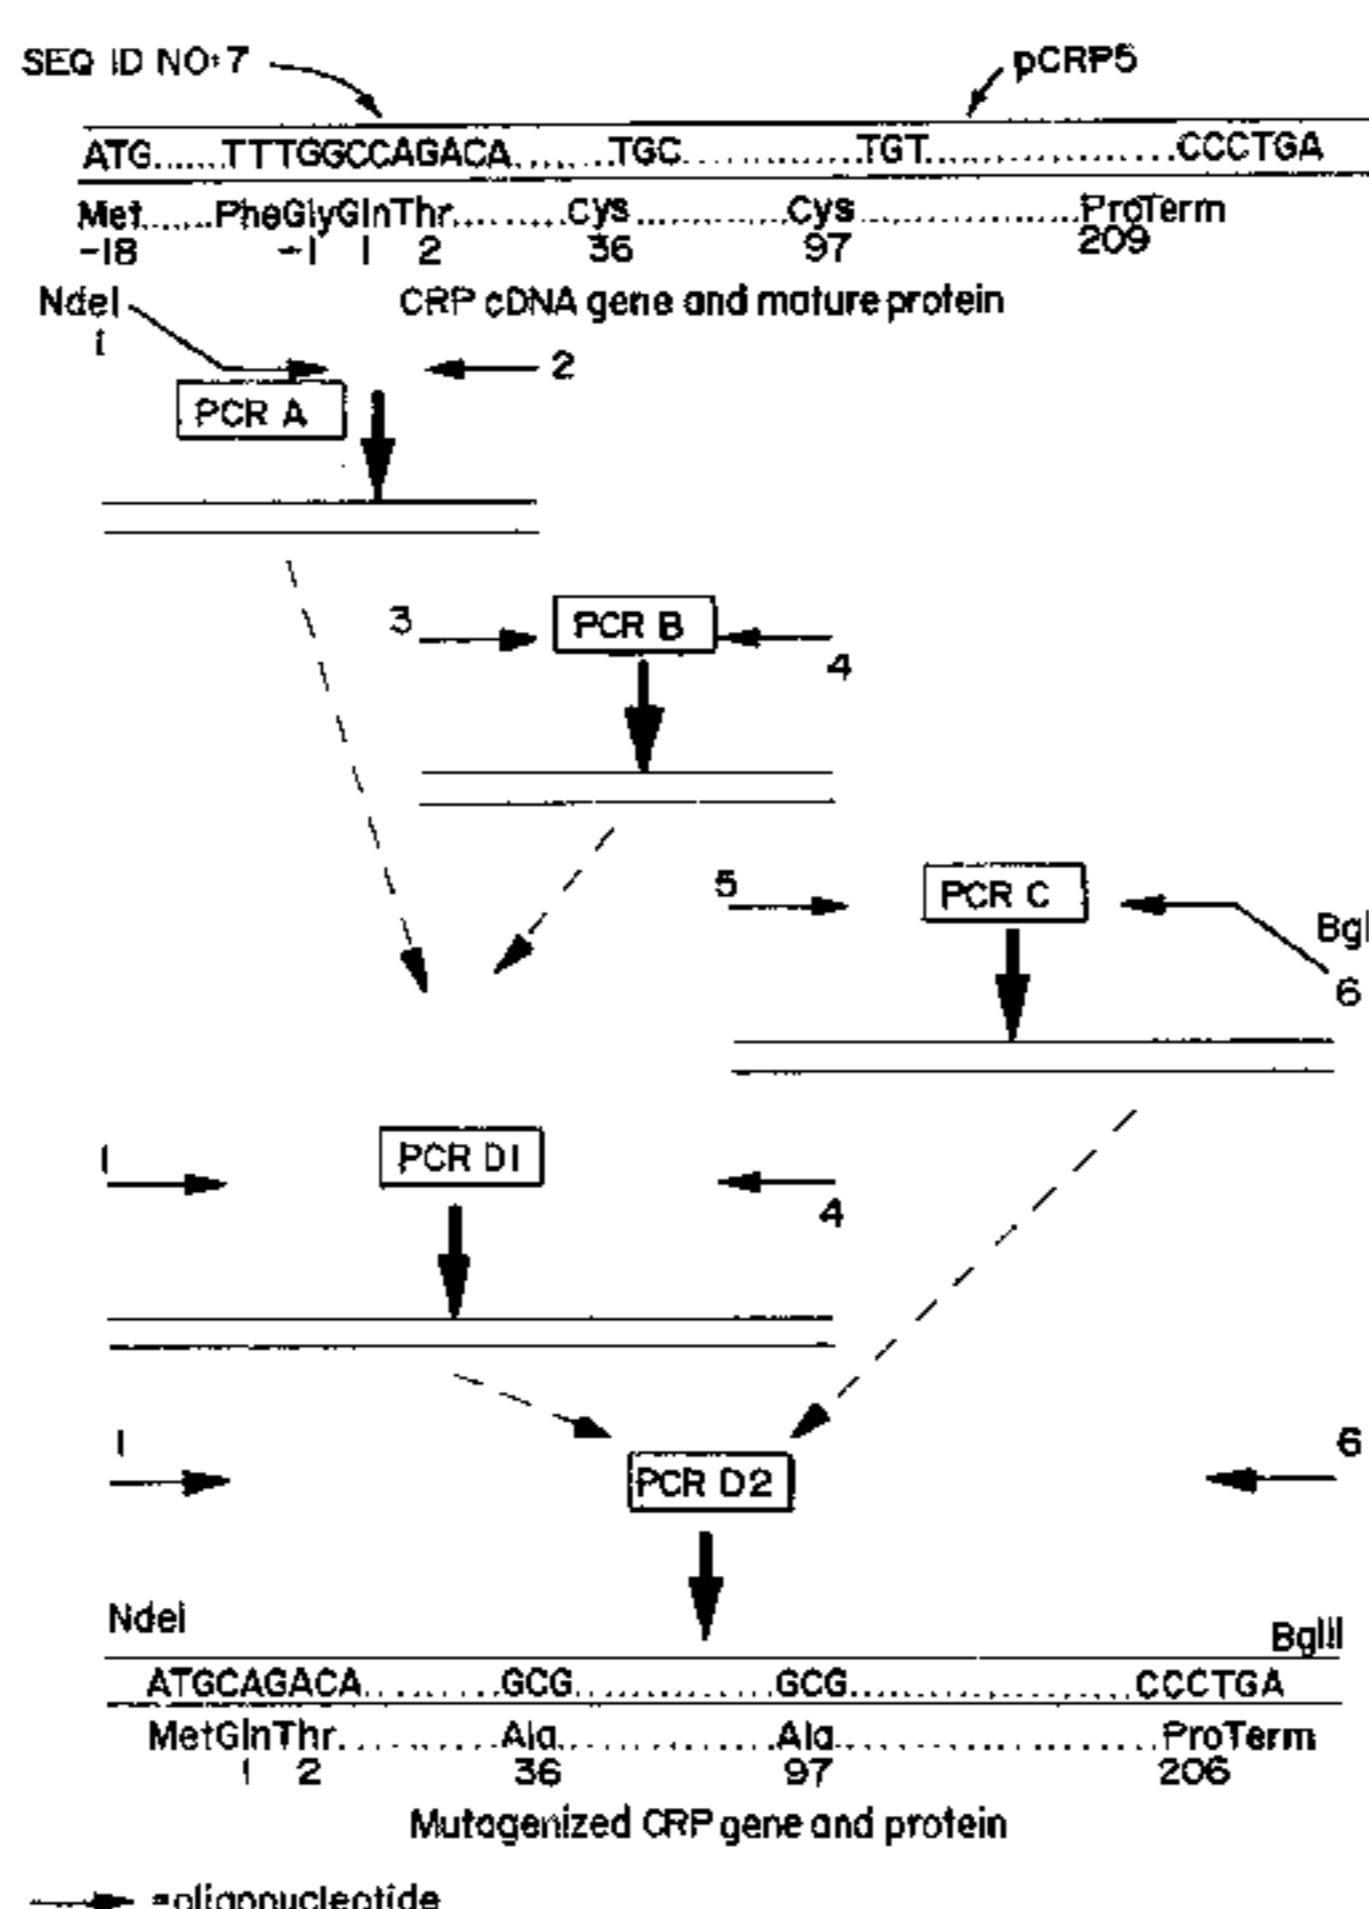 SEQ ID NO:7
pCRP5
ATG......TTTGGCCAGACA........TGC..............TGT....................CCCTGA
Met......PheGlyGlnThr.........Cys............Cys..................ProTerm
-18 -1 1 2 36 97 209
NdeI
CRP cDNA gene and mature protein
1
2
PCR A
3
PCR B
4
5
PCR C
6
1
PCR D1
4
1
PCR D2
6
NdeI
BglII
ATGCAGACA...........GCG................GCG......................CCCTGA
MetGlnThr.............Ala.................Ala.........................ProTerm
1 2 36 97 206
Mutagenized CRP gene and protein
=oligonucleotide